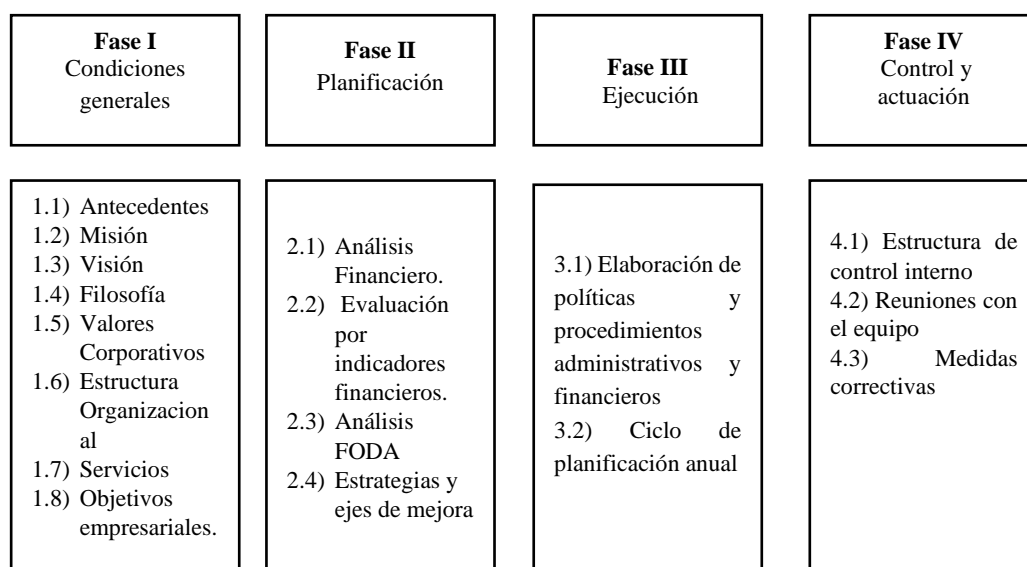 Fase I
Condiciones
generales
Fase II
Planificación
Fase III
Ejecución
Fase IV
Control y
actuación
1.1) Antecedentes
1.2) Misión
1.3) Visión
1.4) Filosofía
1.5) Valores
Corporativos
1.6) Estructura
Organizacion
al
1.7) Servicios
1.8) Objetivos
empresariales.
2.1) Análisis
Financiero.
2.2) Evaluación
por
indicadores
financieros.
2.3) Análisis
FODA
2.4) Estrategias y
ejes de mejora
3.1) Elaboración de
políticas y
procedimientos
administrativos y
financieros
3.2) Ciclo de
planificación anual
4.1) Estructura de
control interno
4.2) Reuniones con
el equipo
4.3) Medidas
correctivas